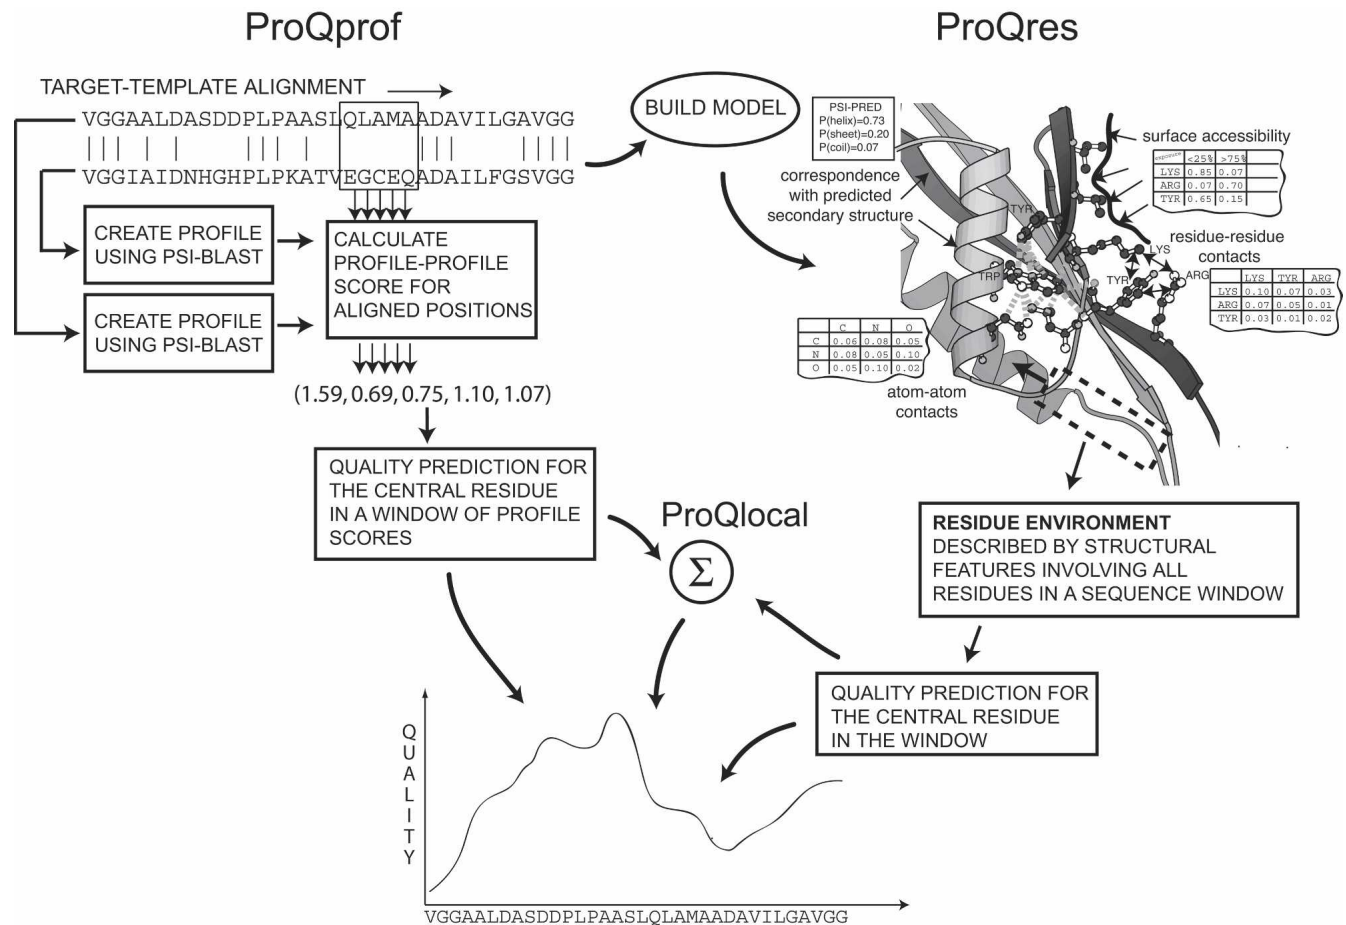 ProQprof
ProQres
TARGET-TEMPLATE ALIGNMENT
VGGAALDASDDPLPAASLQLAMAADAVILGAVGG
VGGIAIDNHGHPLPKATVEGCEQADAILFGSVGG
BUILD MODEL
CREATE PROFILE
USING PSI-BLAST
CREATE PROFILE
USING PSI-BLAST
CALCULATE
PROFILE-PROFILE
SCORE FOR
ALIGNED POSITIONS
(1.59, 0.69, 0.75, 1.10, 1.07)
QUALITY PREDICTION FOR
THE CENTRAL RESIDUE
IN A WINDOW OF PROFILE
SCORES
PSI-PRED
P(helix)=0.73
P(sheet)=0.20
P(coil)=0.07
correspondence
with predicted
secondary structure
surface accessibility
exposure <25% >75%
LYS 0.85 0.07
ARG 0.07 0.70
TYR 0.65 0.15
residue-residue
contacts
LYS TYR ARG
LYS 0.10 0.07 0.03
ARG 0.07 0.05 0.01
TYR 0.03 0.01 0.02
TYR
TRP
LYS
TYR
ARG
C N O
C 0.06 0.08 0.05
N 0.08 0.05 0.10
O 0.05 0.10 0.02
atom-atom
contacts
RESIDUE ENVIRONMENT
DESCRIBED BY STRUCTURAL
FEATURES INVOLVING ALL
RESIDUES IN A SEQUENCE WINDOW
ProQlocal
Σ
QUALITY PREDICTION FOR
THE CENTRAL RESIDUE
IN THE WINDOW
QUALITY
VGGAALDASDDPLPAASLQLAMAADAVILGAVGG